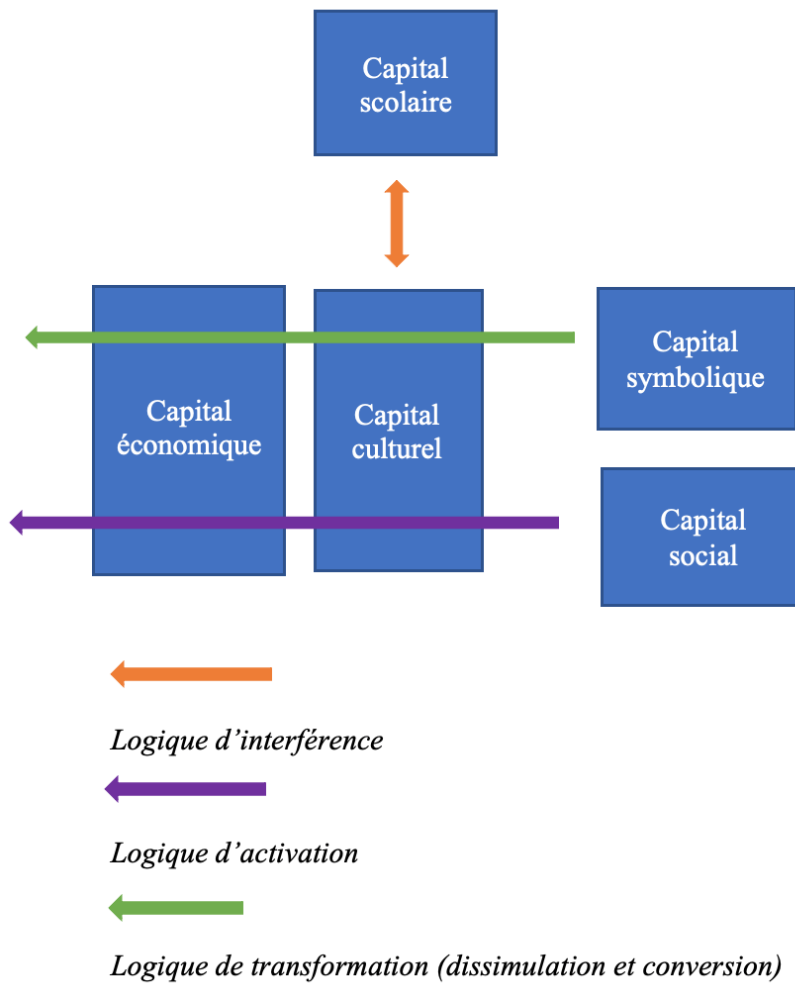 Capital
scolaire
Capital
économique
Capital
culturel
Capital
symbolique
Capital
social
Logique d’interférence
Logique d’activation
Logique de transformation (dissimulation et conversion)